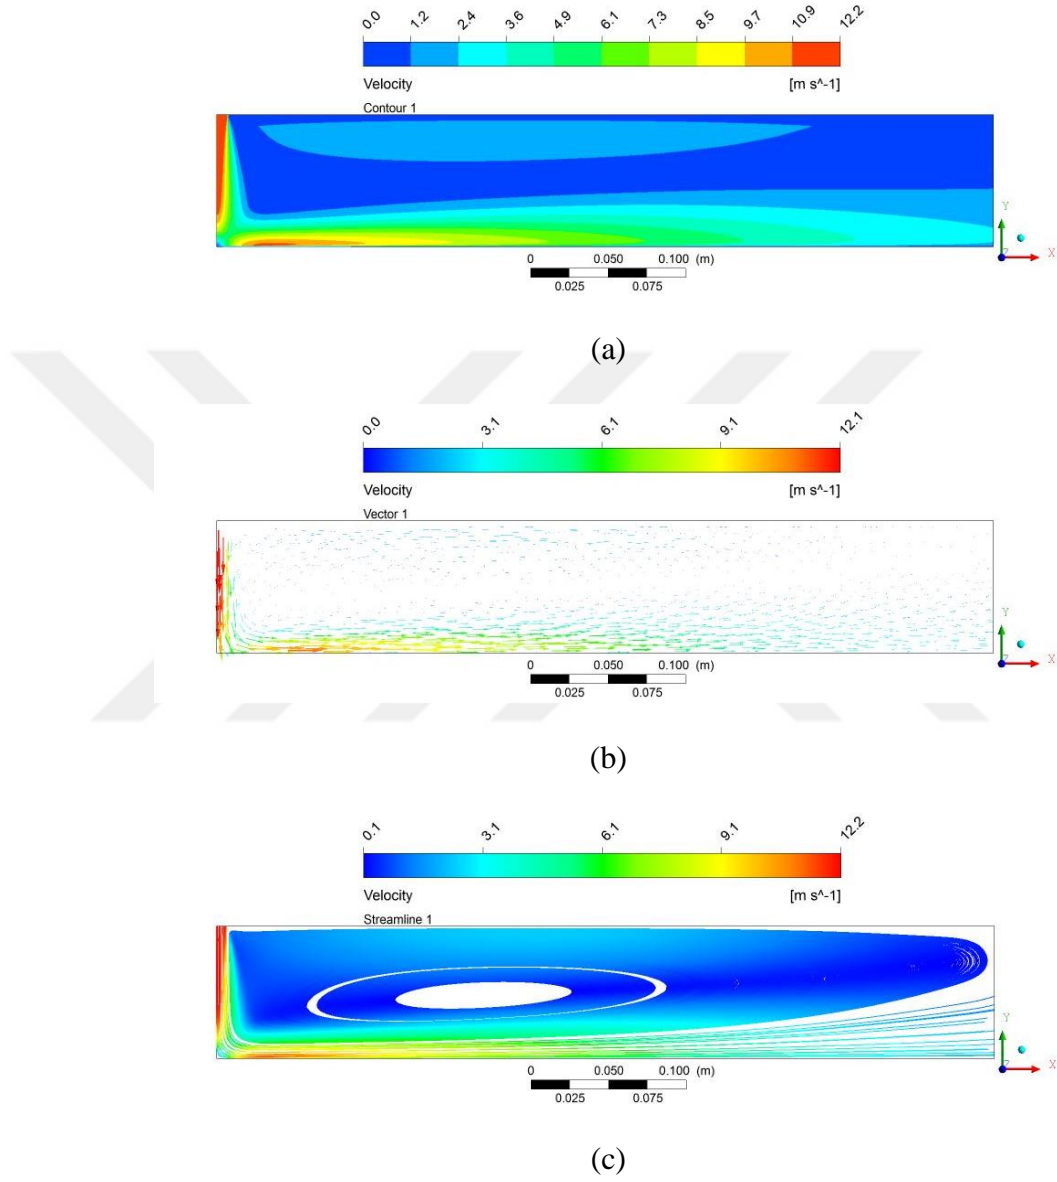 0.0 1.2 2.4 3.6 4.9 6.1 7.3 8.5 9.7 10.9 12.2
Velocity [m s^-1]
Contour 1
Y
X
0 0.050 0.100 (m)
0.025 0.075
(a)
0.0 3.1 6.1 9.1 12.1
Velocity [m s^-1]
Vector 1
Y
X
0 0.050 0.100 (m)
0.025 0.075
(b)
0.1 3.1 6.1 9.1 12.2
Velocity [m s^-1]
Streamline 1
Y
X
0 0.050 0.100 (m)
0.025 0.075
(c)